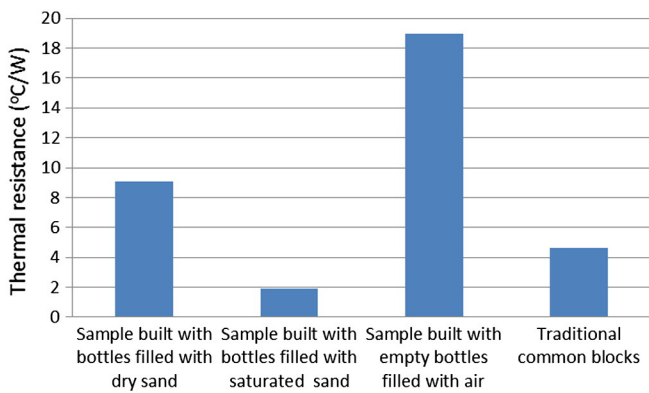 Thermal resistance (°C/W)
20
18
16
14
12
10
8
6
4
2
0
Sample built with
bottles filled with
dry sand
Sample built with
bottles filled with
saturated sand
Sample built with
empty bottles
filled with air
Traditional
common blocks